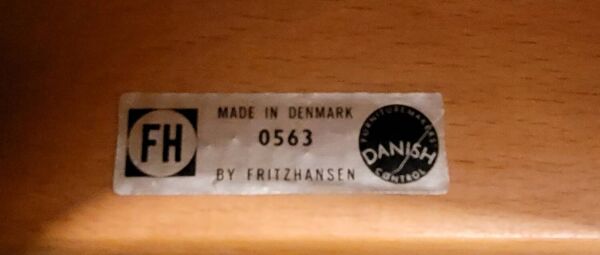 FH
MADE IN DENMARK
0563
BY FRITZHANSEN
FURNITUREMAKERS
DANISH
CONTROL